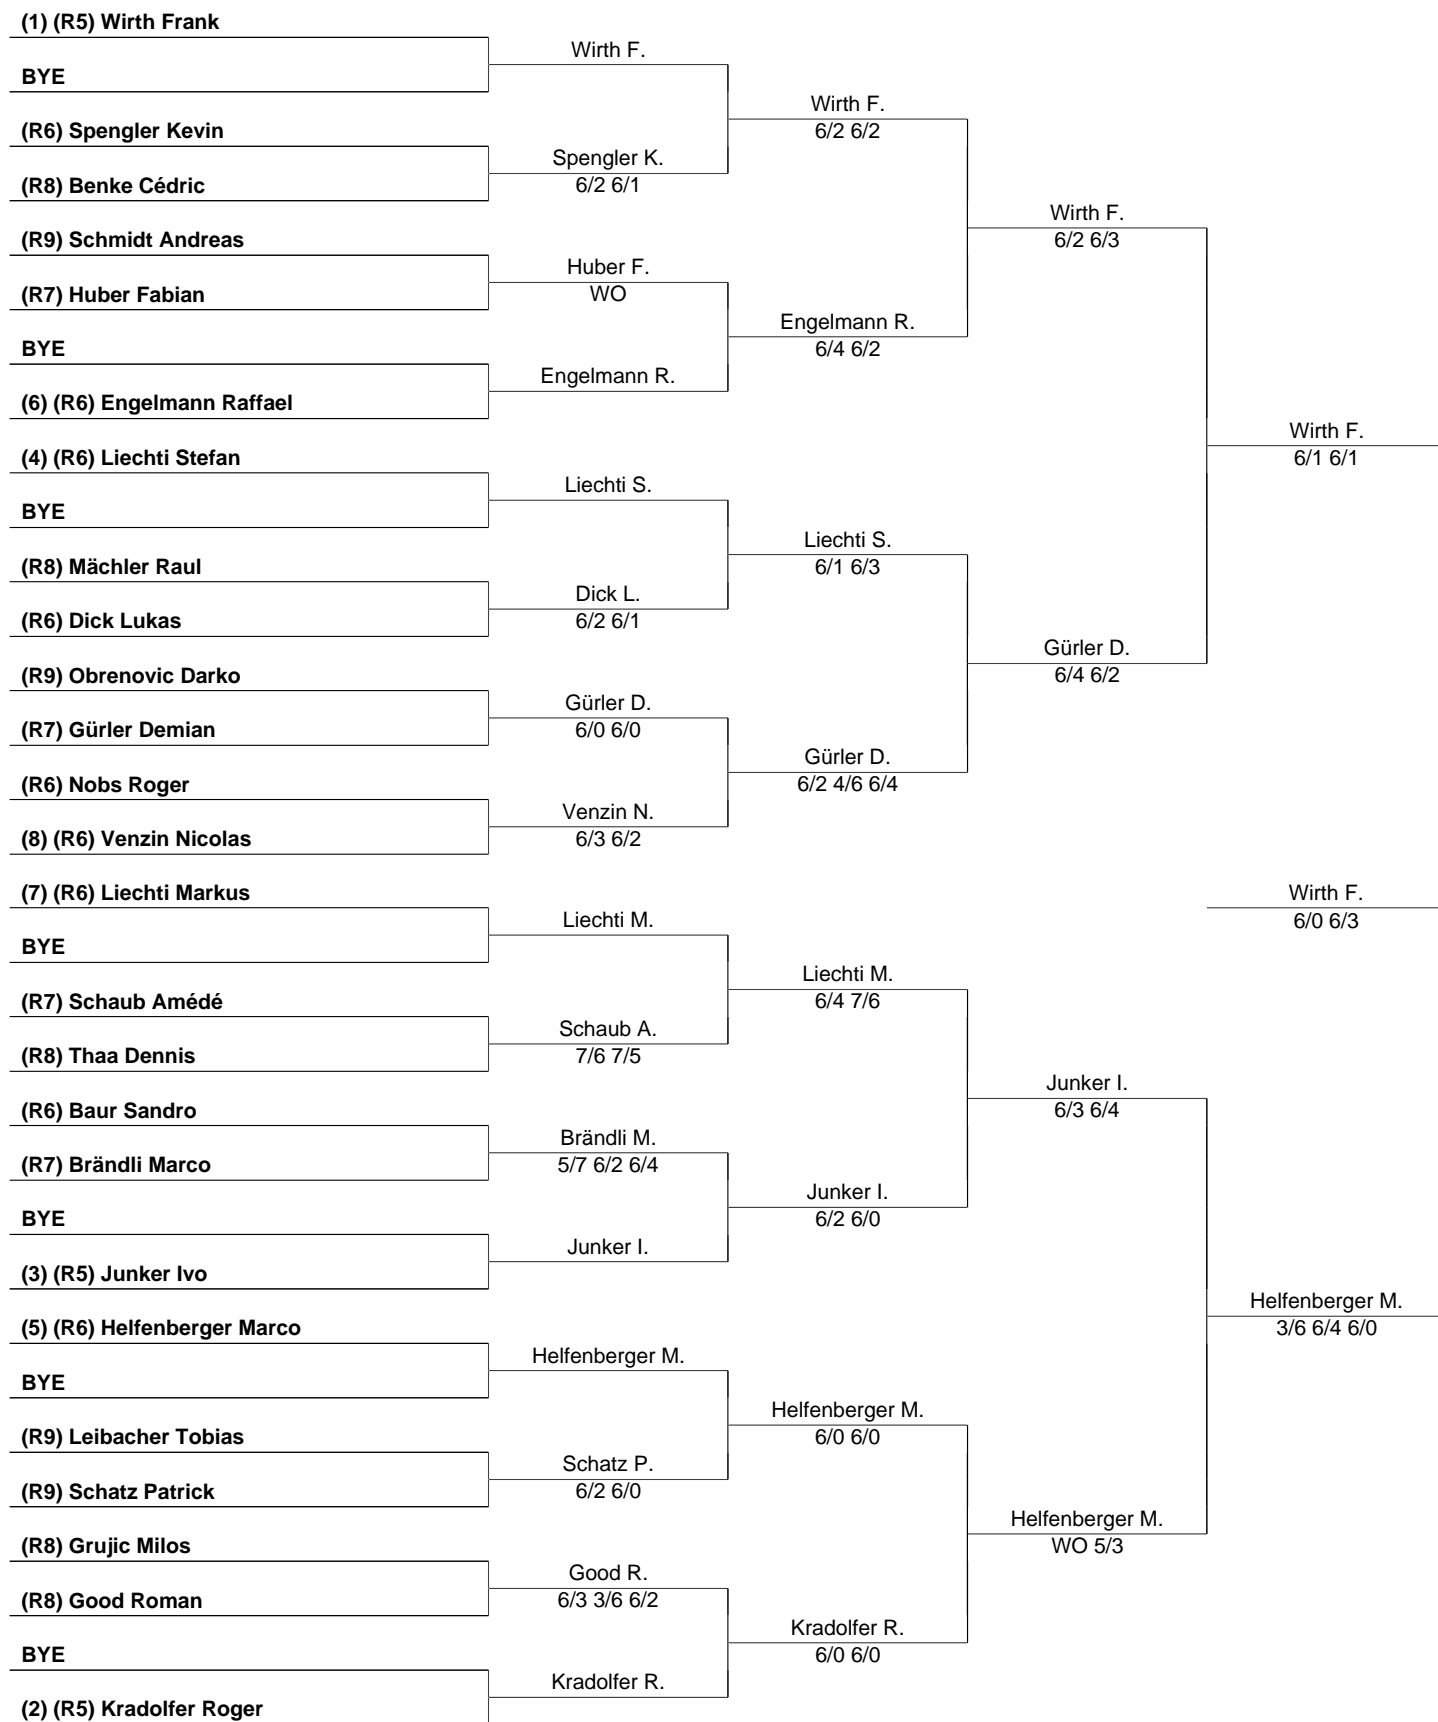 (1) (R5) Wirth Frank
BYE
(R6) Spengler Kevin
(R8) Benke Cédric
(R9) Schmidt Andreas
(R7) Huber Fabian
BYE
(6) (R6) Engelmann Raffael
(4) (R6) Liechti Stefan
BYE
(R8) Mächler Raul
(R6) Dick Lukas
(R9) Obrenovic Darko
(R7) Gürler Demian
(R6) Nobs Roger
(8) (R6) Venzin Nicolas
(7) (R6) Liechti Markus
BYE
(R7) Schaub Amédé
(R8) Thaa Dennis
(R6) Baur Sandro
(R7) Brändli Marco
BYE
(3) (R5) Junker Ivo
(5) (R6) Helfenberger Marco
BYE
(R9) Leibacher Tobias
(R9) Schatz Patrick
(R8) Grujic Milos
(R8) Good Roman
BYE
(2) (R5) Kradolfer Roger
Wirth F.
Spengler K.
6/2 6/1
Huber F.
WO
Engelmann R.
Liechti S.
Dick L.
6/2 6/1
Gürler D.
6/0 6/0
Venzin N.
6/3 6/2
Liechti M.
Schaub A.
7/6 7/5
Brändli M.
5/7 6/2 6/4
Junker I.
Helfenberger M.
Schatz P.
6/2 6/0
Good R.
6/3 3/6 6/2
Kradolfer R.
Wirth F.
6/2 6/2
Engelmann R.
6/4 6/2
Liechti S.
6/1 6/3
Gürler D.
6/2 4/6 6/4
Liechti M.
6/4 7/6
Junker I.
6/2 6/0
Helfenberger M.
6/0 6/0
Kradolfer R.
6/0 6/0
Wirth F.
6/2 6/3
Gürler D.
6/4 6/2
Junker I.
6/3 6/4
Helfenberger M.
WO 5/3
Wirth F.
6/1 6/1
Wirth F.
6/0 6/3
Helfenberger M.
3/6 6/4 6/0